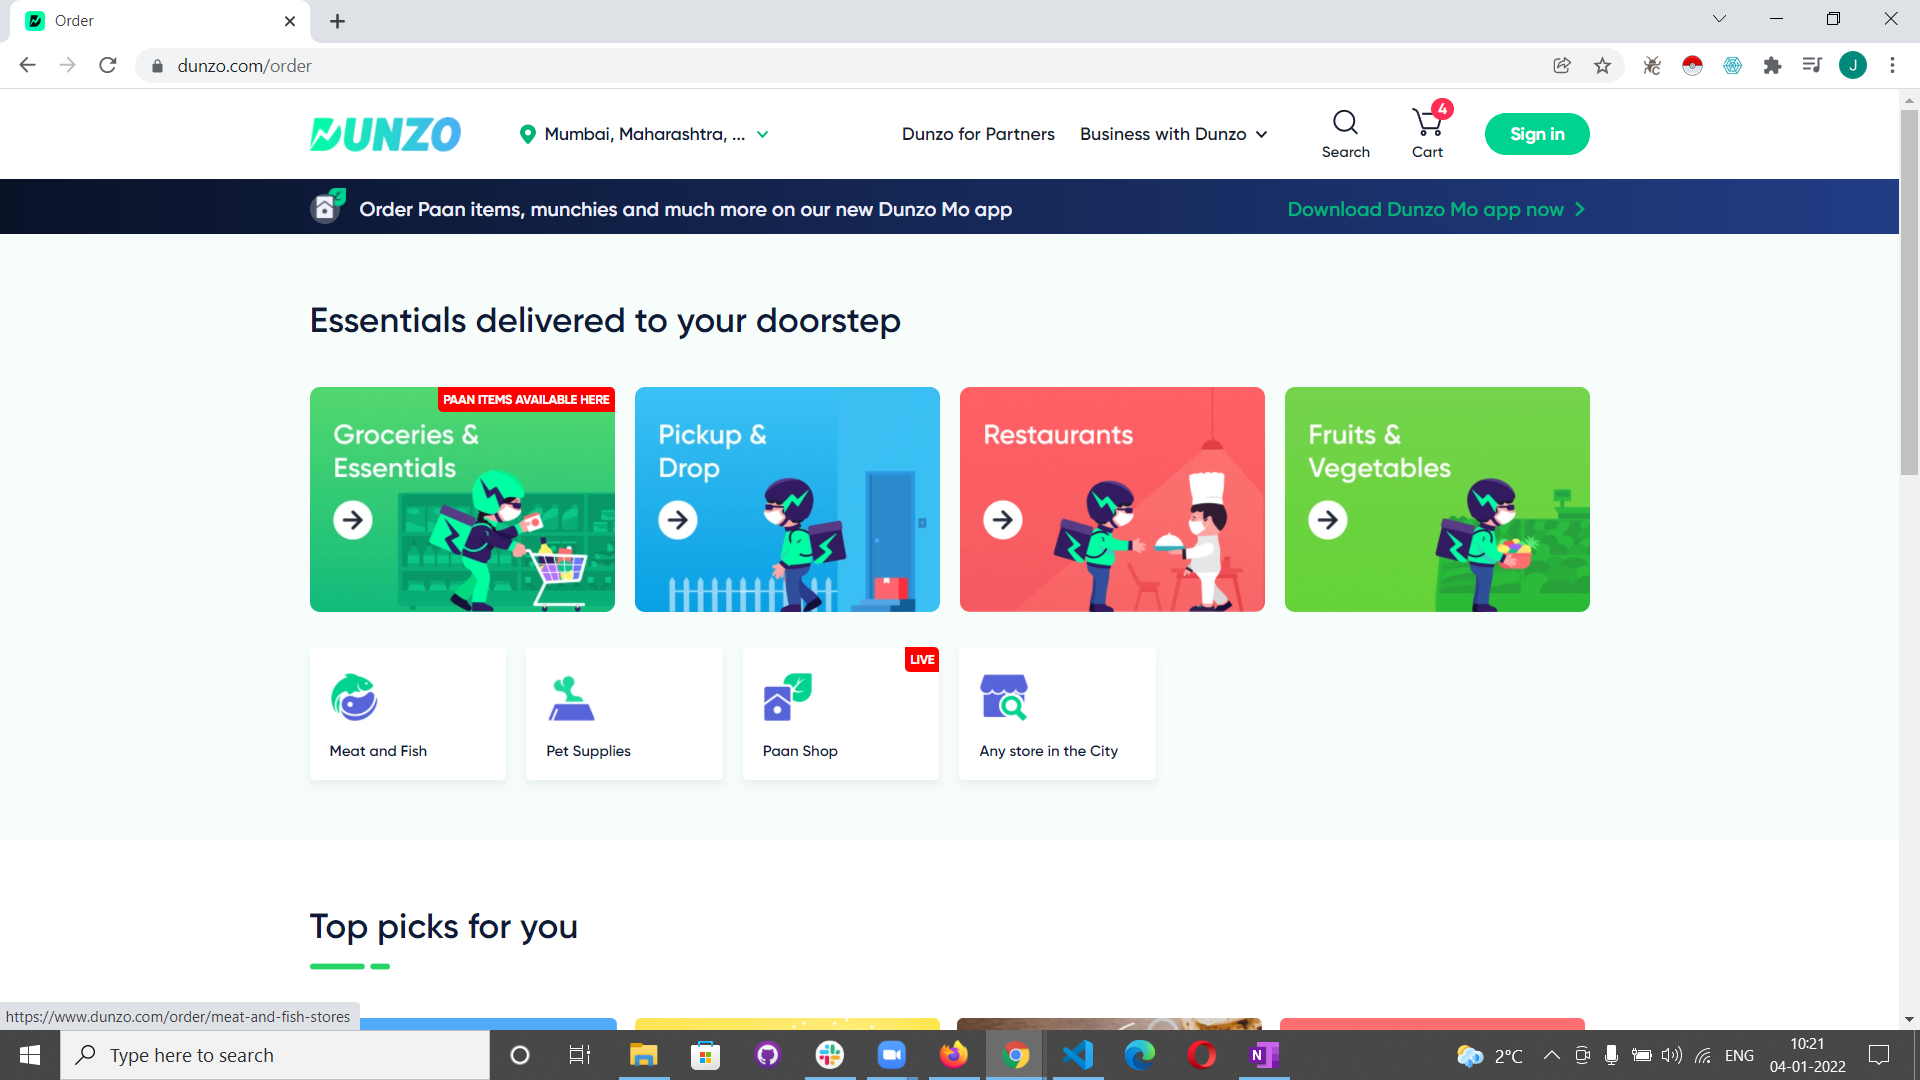 Order
dunzo.com/order
J
DUNZO
Mumbai, Maharashtra, ...
Dunzo for Partners
Business with Dunzo
Search
4
Cart
Sign in
Order Paan items, munchies and much more on our new Dunzo Mo app
Download Dunzo Mo app now
Essentials delivered to your doorstep
PAAN ITEMS AVAILABLE HERE
Groceries &
Essentials
Pickup &
Drop
Restaurants
Fruits &
Vegetables
Meat and Fish
Pet Supplies
LIVE
Paan Shop
Any store in the City
Top picks for you
https://www.dunzo.com/order/meat-and-fish-stores
Type here to search
N
2°C
ENG
10:21
04-01-2022